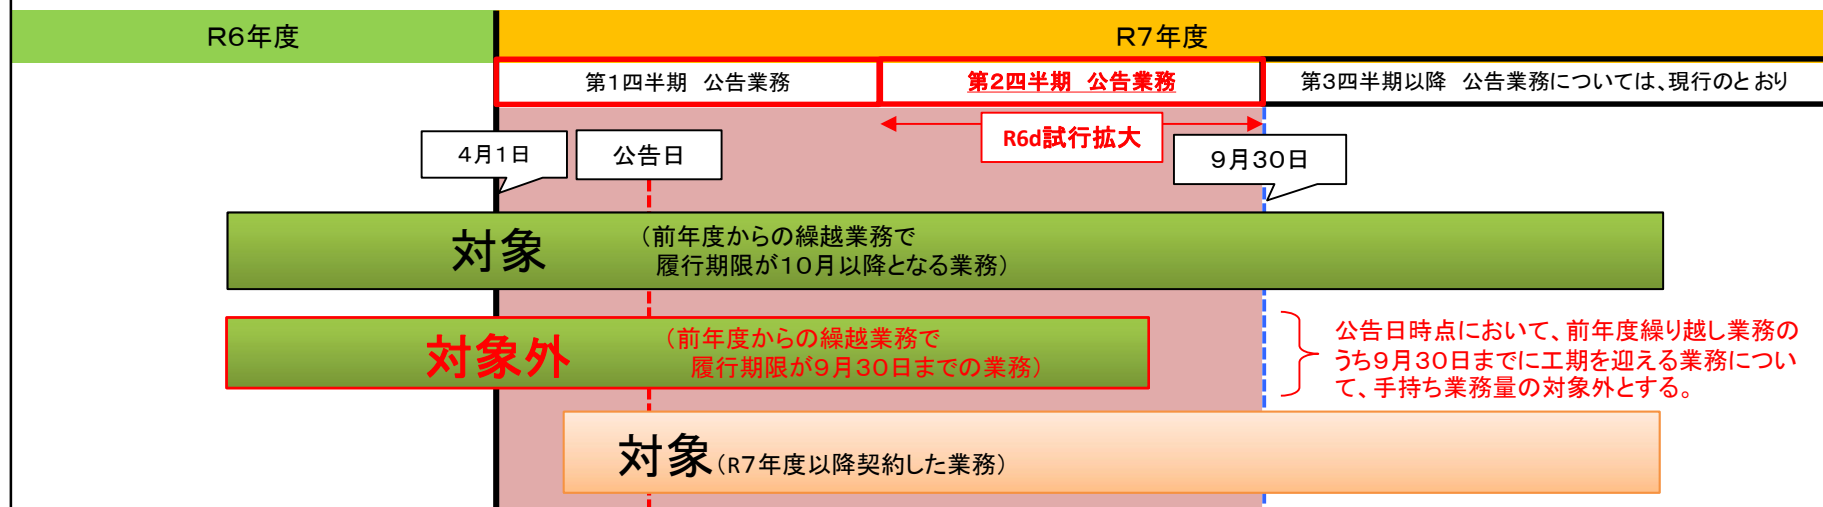 R6年度
R7年度
第1四半期 公告業務
第2四半期 公告業務
第3四半期以降 公告業務については、現行のとおり
R6d試行拡大
4月1日
公告日
9月30日
対象
（前年度からの繰越業務で
履行期限が10月以降となる業務）
対象外
（前年度からの繰越業務で
履行期限が9月30日までの業務）
公告日時点において、前年度繰り越し業務の
うち9月30日までに工期を迎える業務につい
て、手持ち業務量の対象外とする。
対象（R7年度以降契約した業務）